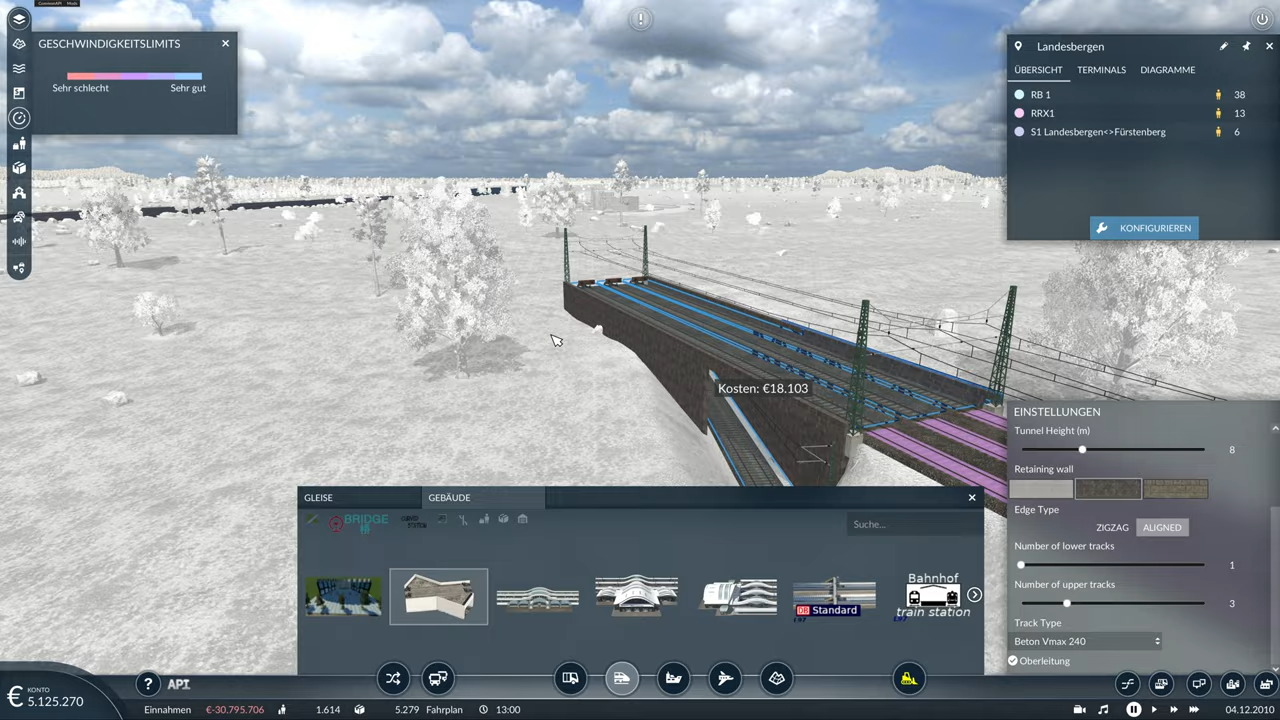 CommonAPI Mods
GESCHWINDIGKEITSLIMITS
Sehr schlecht
Sehr gut
Landesbergen
ÜBERSICHT TERMINALS DIAGRAMME
RB 1 38
RRX1 13
S1 Landesbergen<>Fürstenberg 6
KONFIGURIEREN
Kosten: €18.103
EINSTELLUNGEN
Tunnel Height (m)
8
Retaining wall
Edge Type
ZIGZAG ALIGNED
Number of lower tracks
1
Number of upper tracks
3
Track Type
Beton Vmax 240
Oberleitung
GLEISE GEBÄUDE
BRIDGE
Suche...
DB Standard
Bahnhof
train station
€ KONTO
5.125.270
? API
Einnahmen €-30.795.706 1.614 5.279 Fahrplan 13:00
04.12.2010